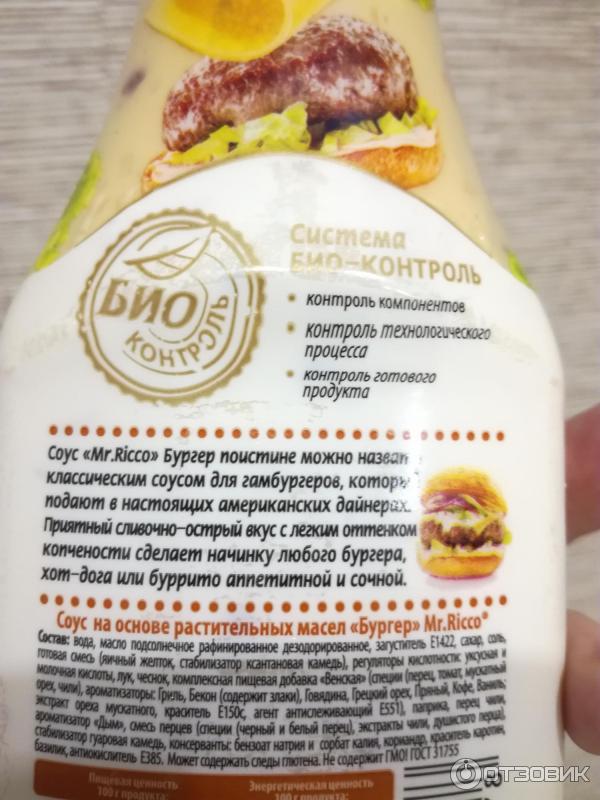 БИО
КОНТРОЛЬ
Система
БИО-КОНТРОЛЬ
• контроль компонентов
• контроль технологического
процесса
• контроль готового
продукта
Соус «Mr.Ricco» Бургер поистине можно назват
классическим соусом для гамбургеров, которы
подают в настоящих американских дайнерах.
Приятный сливочно-острый вкус с легким оттенком
копчености сделает начинку любого бургера,
хот-дога или буррито аппетитной и сочной.
Соус на основе растительных масел «Бургер» Mr.Ricco®
Состав: вода, масло подсолнечное рафинированное дезодорированное, загуститель Е1422, сахар, соль,
готовая смесь (яичный желток, стабилизатор ксантановая камедь), регуляторы кислотности: уксусная и
молочная кислоты, лук, чеснок, комплексная пищевая добавка «Венская» (специи (перец, томат, мускатный
орех, чили), ароматизаторы: Гриль, Бекон (содержит злаки), Говядина, Грецкий орех, Пряный, Кофе, Ваниль;
экстракт ореха мускатного, краситель Е150с, агент антислеживающий Е551), паприка, перец чили,
ароматизатор «Дым», смесь перцев (специи (черный и белый перец), экстракты чили, душистого перца),
стабилизатор гуаровая камедь, консерванты: бензоат натрия и сорбат калия, кориандр, краситель каротин,
базилик, антиокислитель Е385. Может содержать следы глютена. Не содержит ГМО! ГОСТ 31755
Пищевая ценность
100 г продукта:
Энергетическая ценность
100 г продукта:
ОТЗОВИК